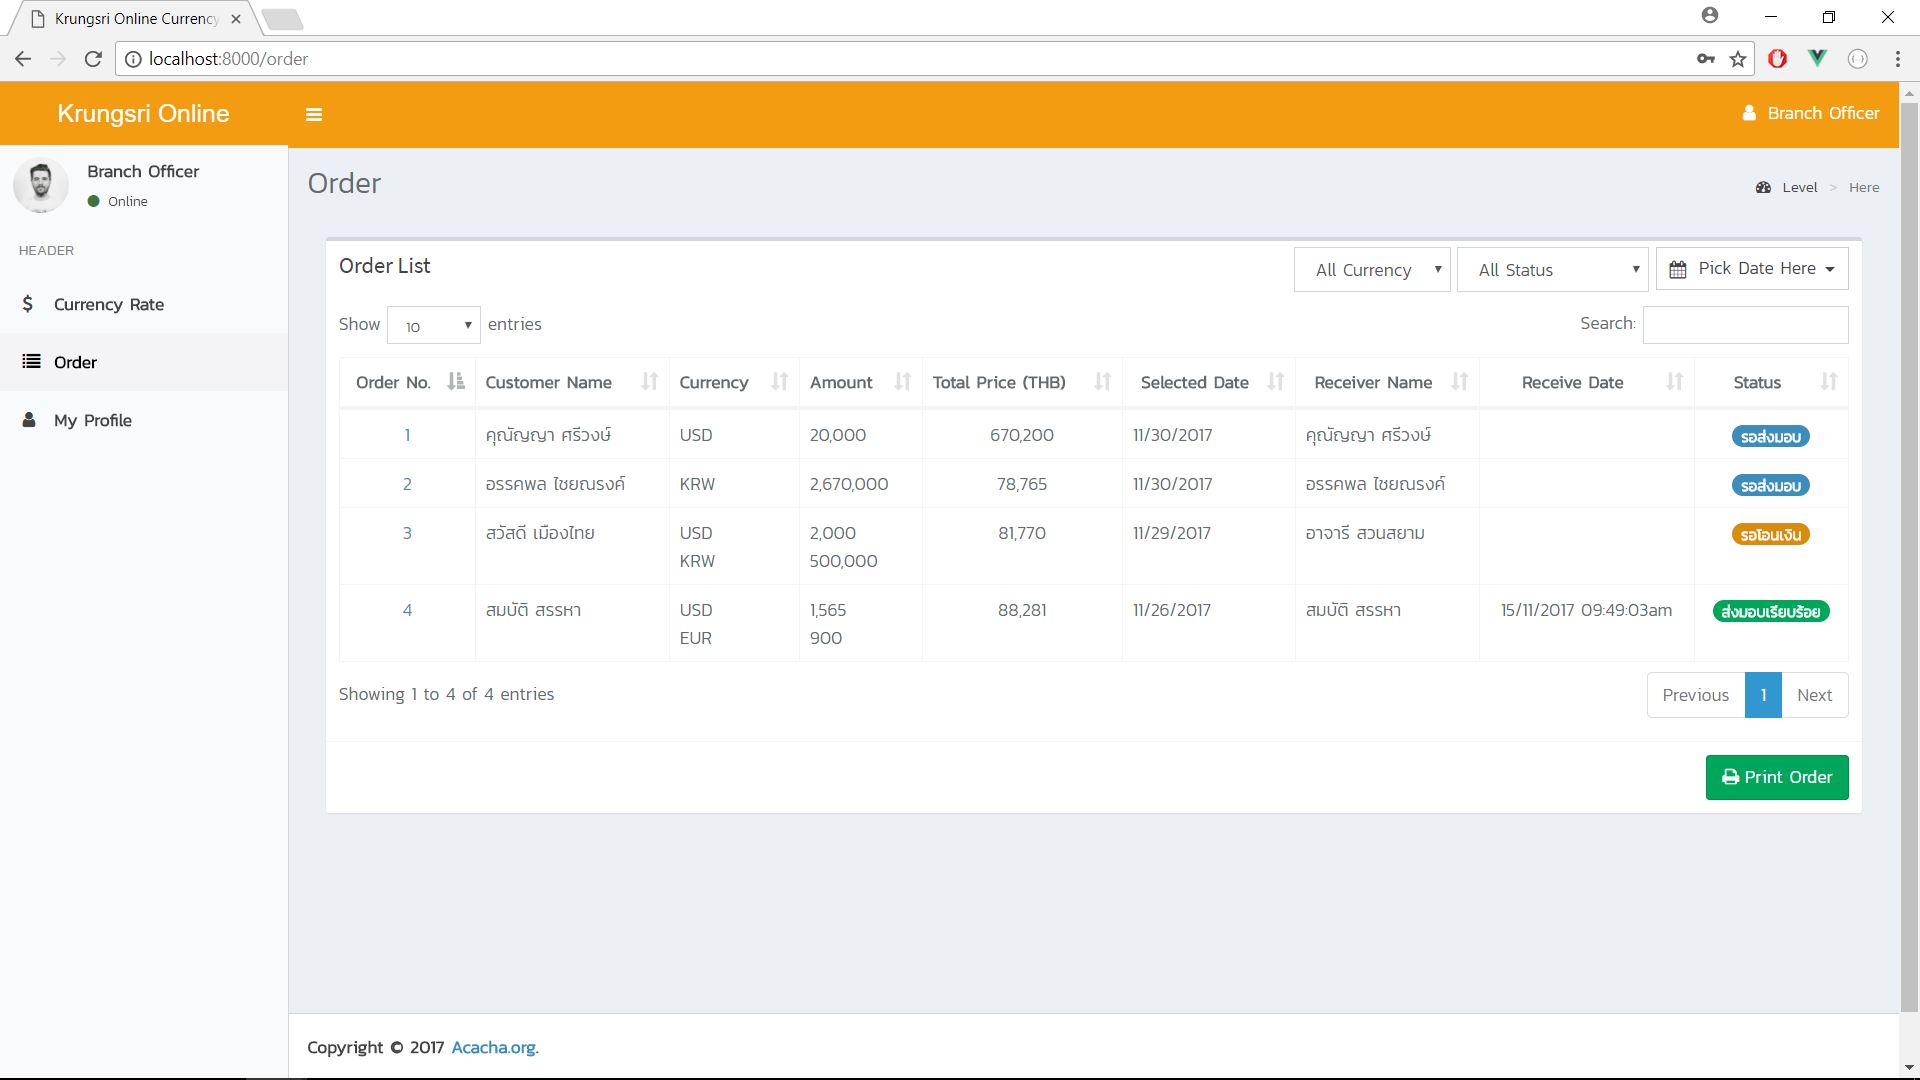 Krungsri Online Currency
localhost:8000/order
Krungsri Online
Branch Officer
Branch Officer
Online
HEADER
Currency Rate
Order
My Profile
Order
Level > Here
Order List
All Currency
All Status
Pick Date Here
Show 10 entries
Search:
Order No. Customer Name Currency Amount Total Price (THB) Selected Date Receiver Name Receive Date Status
1 คุณัญญา ศรีวงษ์ USD 20,000 670,200 11/30/2017 คุณัญญา ศรีวงษ์ รอส่งมอบ
2 อรรคพล ไชยณรงค์ KRW 2,670,000 78,765 11/30/2017 อรรคพล ไชยณรงค์ รอส่งมอบ
3 สวัสดี เมืองไทย USD 2,000 81,770 11/29/2017 อาจารี สวนสยาม รอโอนเงิน
KRW 500,000
4 สมบัติ สรรหา USD 1,565 88,281 11/26/2017 สมบัติ สรรหา 15/11/2017 09:49:03am ส่งมอบเรียบร้อย
EUR 900
Showing 1 to 4 of 4 entries
Previous 1 Next
Print Order
Copyright © 2017 Acacha.org.